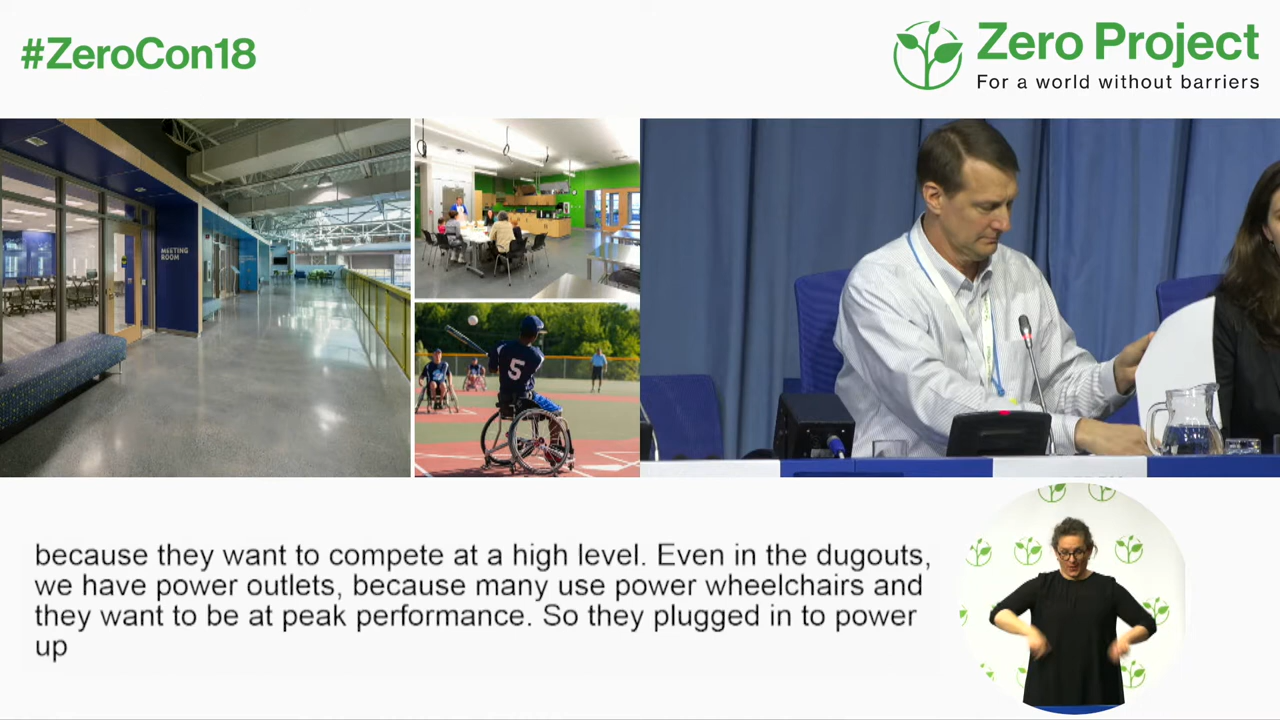 #ZeroCon18
Zero Project
For a world without barriers
MEETING
ROOM
5
because they want to compete at a high level. Even in the dugouts,
we have power outlets, because many use power wheelchairs and
they want to be at peak performance. So they plugged in to power
up